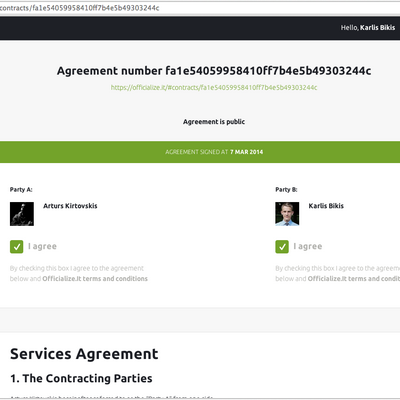 contracts/fa1e54059958410ff7b4e5b49303244c
Hello, Karlis Bikis
Agreement number fa1e54059958410ff7b4e5b49303244c
https://officialize.it/#contracts/fa1e54059958410ff7b4e5b49303244c
Agreement is public
AGREEMENT SIGNED AT 7 MAR 2014
Party A:
Arturs Kirtovskis
I agree
By checking this box I agree to the agreement
below and Officialize.It terms and conditions
Party B:
Karlis Bikis
I agree
By checking this box I agree to the
below and Officialize.It terms and
Services Agreement
1. The Contracting Parties